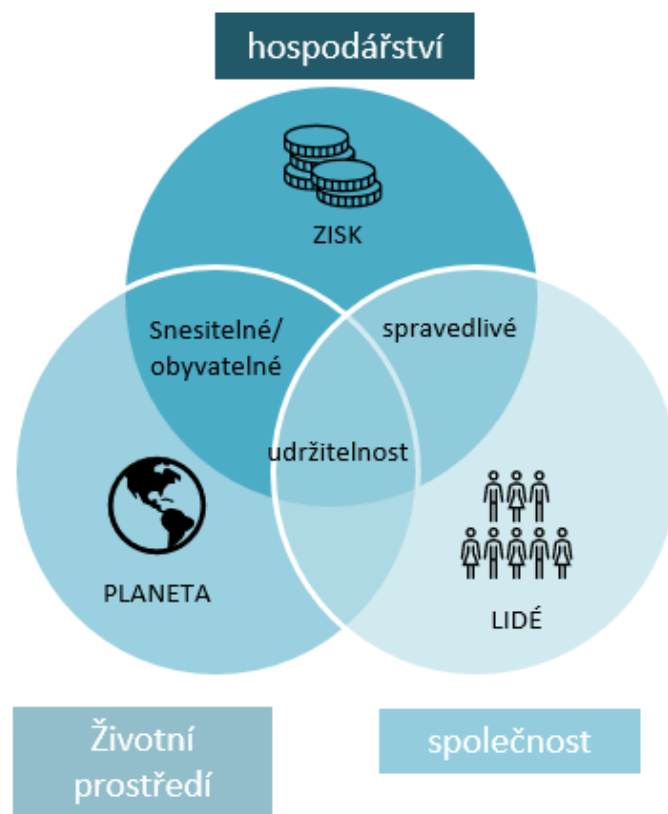 hospodářství
ZISK
Snesitelné/
obyvatelné
spravedlivé
udržitelnost
PLANETA
LIDÉ
Životní
prostředí
společnost